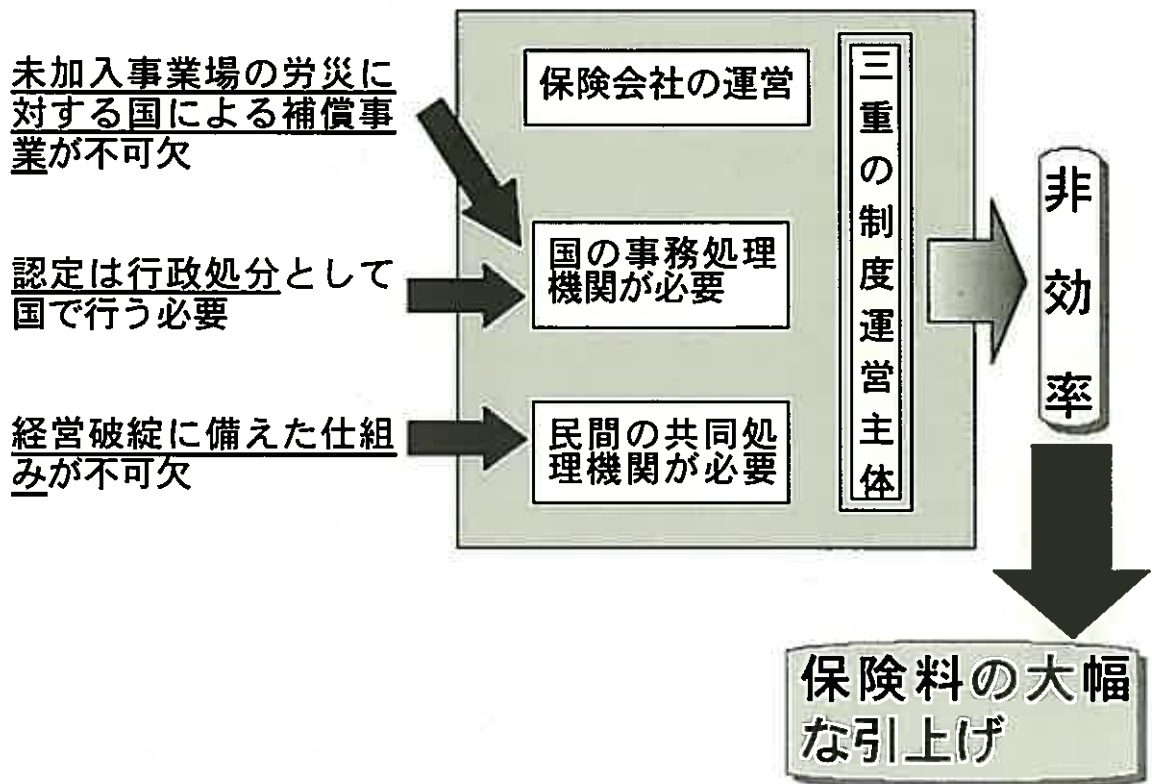 未加入事業場の労災に
対する国による補償事
業が不可欠
認定は行政処分として
国で行う必要
経営破綻に備えた仕組
みが不可欠
保険会社の運営
国の事務処理
機関が必要
民間の共同処
理機関が必要
三重の制度運営主体
非効率
保険料の大幅
な引上げ